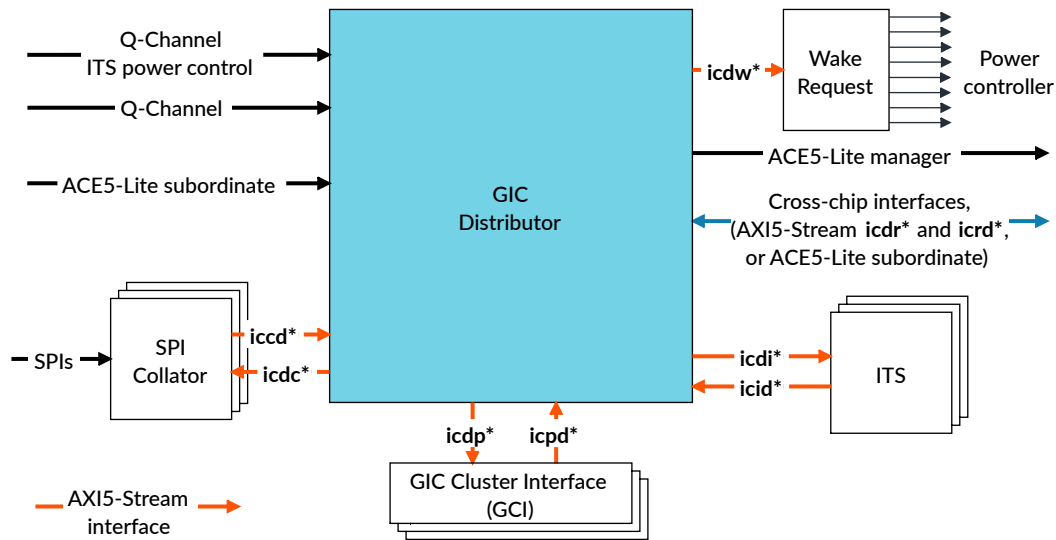 Q-Channel
ITS power control
Q-Channel
ACE5-Lite subordinate
GIC
Distributor
icdw*
Wake
Request
Power
controller
ACE5-Lite manager
Cross-chip interfaces,
(AXI5-Stream icdr* and icrd*,
or ACE5-Lite subordinate)
SPIs
SPI
Collator
iccd*
icdc*
icdi*
icid*
ITS
icdp*
icpd*
GIC Cluster Interface
(GCI)
AXI5-Stream
interface